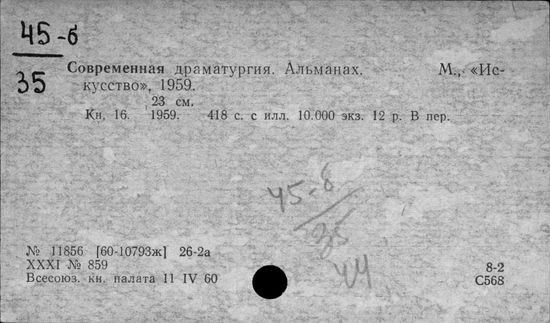 45-б
35
Современная драматургия. Альманах. М., «Ис-
кусство», 1959.
23 см.
Кн. 16. 1959. 418 с. с илл. 10.000 экз. 12 р. В пер.
45-б
35
44
№ 11856 [60-10793ж] 26-2а
XXXI № 859
Всесоюз. кн. палата 11 IV 60
8-2
С568